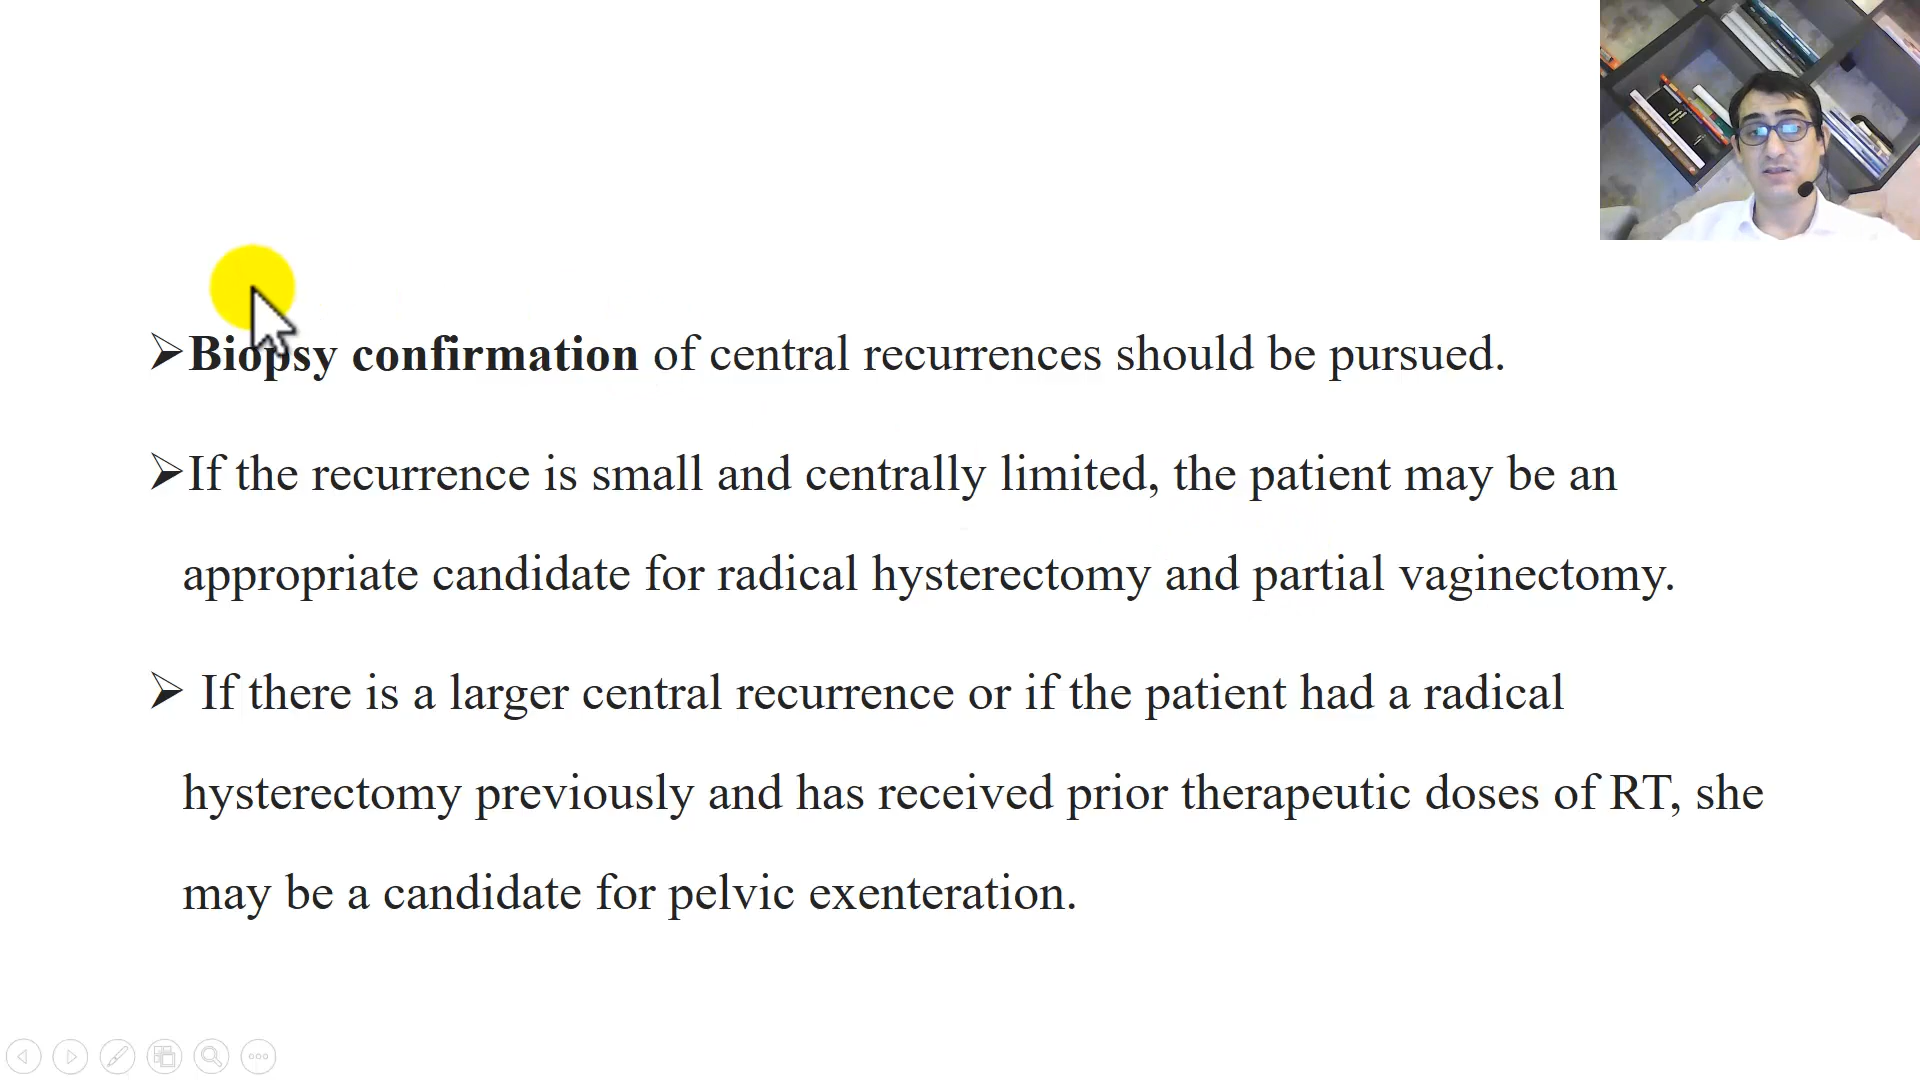 ➢Biopsy confirmation of central recurrences should be pursued.
➢If the recurrence is small and centrally limited, the patient may be an
appropriate candidate for radical hysterectomy and partial vaginectomy.
➢ If there is a larger central recurrence or if the patient had a radical
hysterectomy previously and has received prior therapeutic doses of RT, she
may be a candidate for pelvic exenteration.